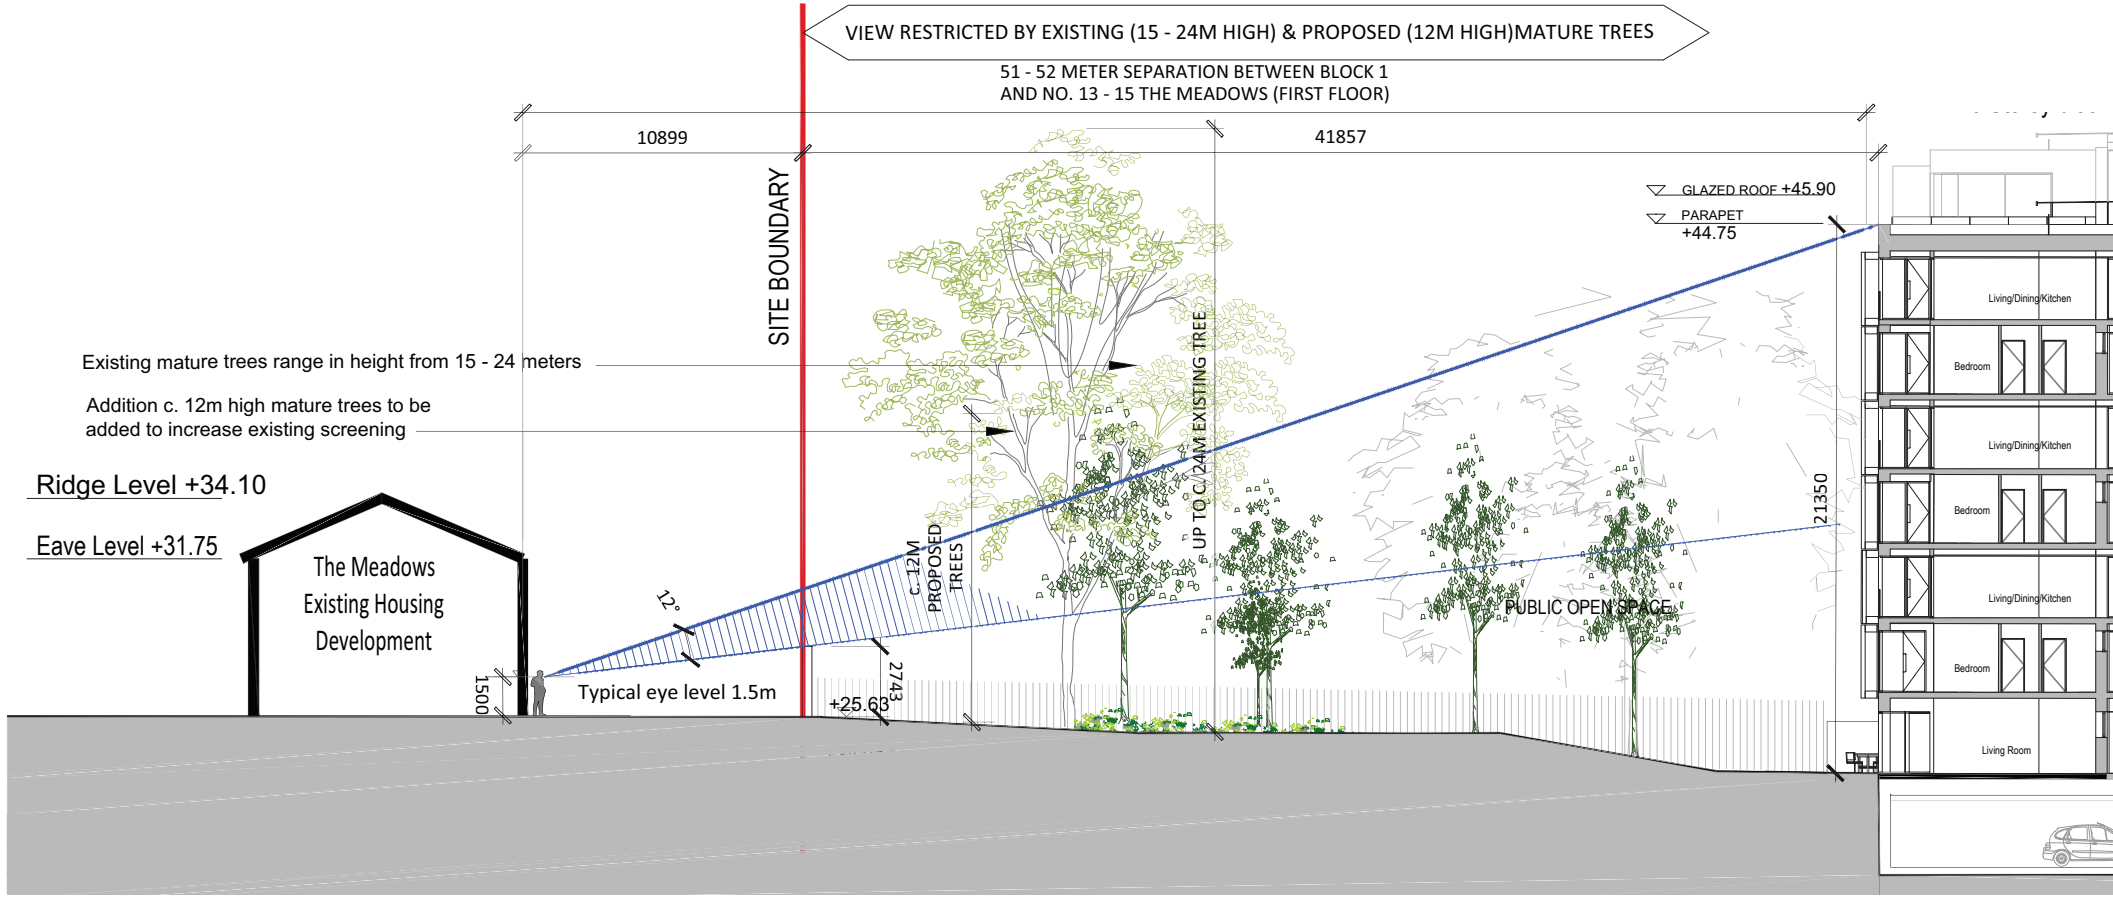 VIEW RESTRICTED BY EXISTING (15 - 24M HIGH) & PROPOSED (12M HIGH)MATURE TREES
51 - 52 METER SEPARATION BETWEEN BLOCK 1
AND NO. 13 - 15 THE MEADOWS (FIRST FLOOR)
10899
41857
SITE BOUNDARY
GLAZED ROOF +45.90
PARAPET
+44.75
Living/Dining/Kitchen
Existing mature trees range in height from 15 - 24 meters
Bedroom
Addition c. 12m high mature trees to be
added to increase existing screening
UP TO C. 24M EXISTING TREE
Living/Dining/Kitchen
Ridge Level +34.10
21350
Bedroom
Eave Level +31.75
The Meadows
Existing Housing
Development
c. 12M
PROPOSED
TREES
12°
PUBLIC OPEN SPACE
Living/Dining/Kitchen
1500
Typical eye level 1.5m
2743
+25.63
Bedroom
Living Room